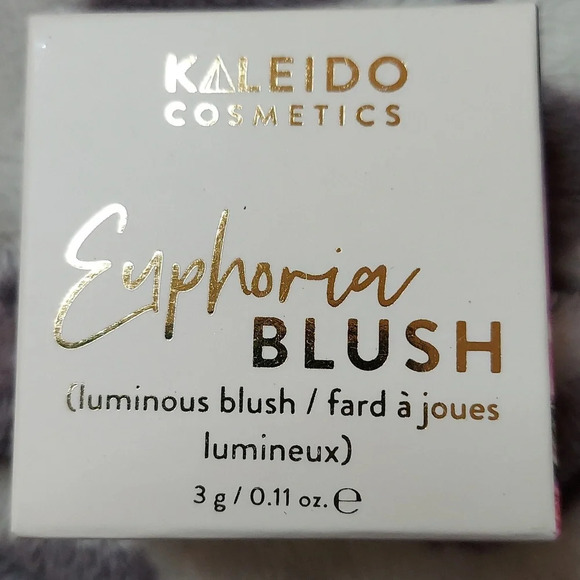 KALEIDO
COSMETICS
Euphoria
BLUSH
(luminous blush / fard à joues
lumineux)
3 g / 0.11 oz. ℮